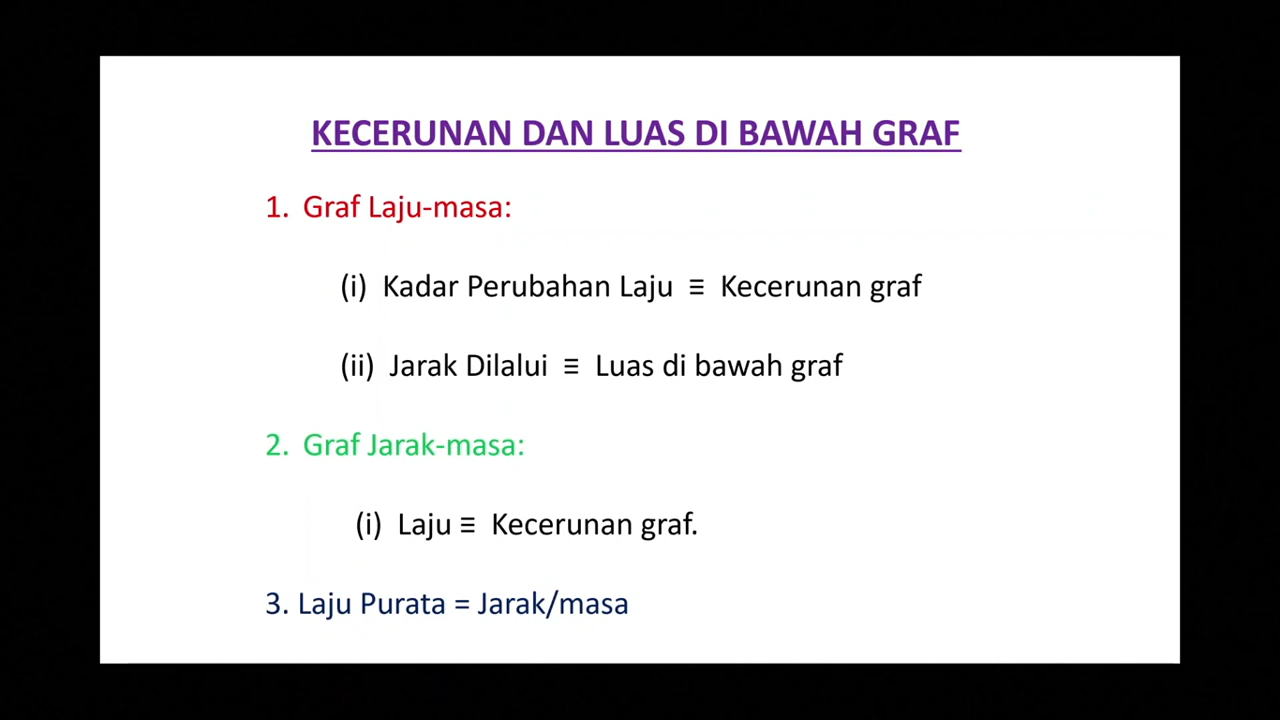 KECERUNAN DAN LUAS DI BAWAH GRAF
1. Graf Laju-masa:
(i) Kadar Perubahan Laju ≡ Kecerunan graf
(ii) Jarak Dilalui ≡ Luas di bawah graf
2. Graf Jarak-masa:
(i) Laju ≡ Kecerunan graf.
3. Laju Purata = Jarak/masa